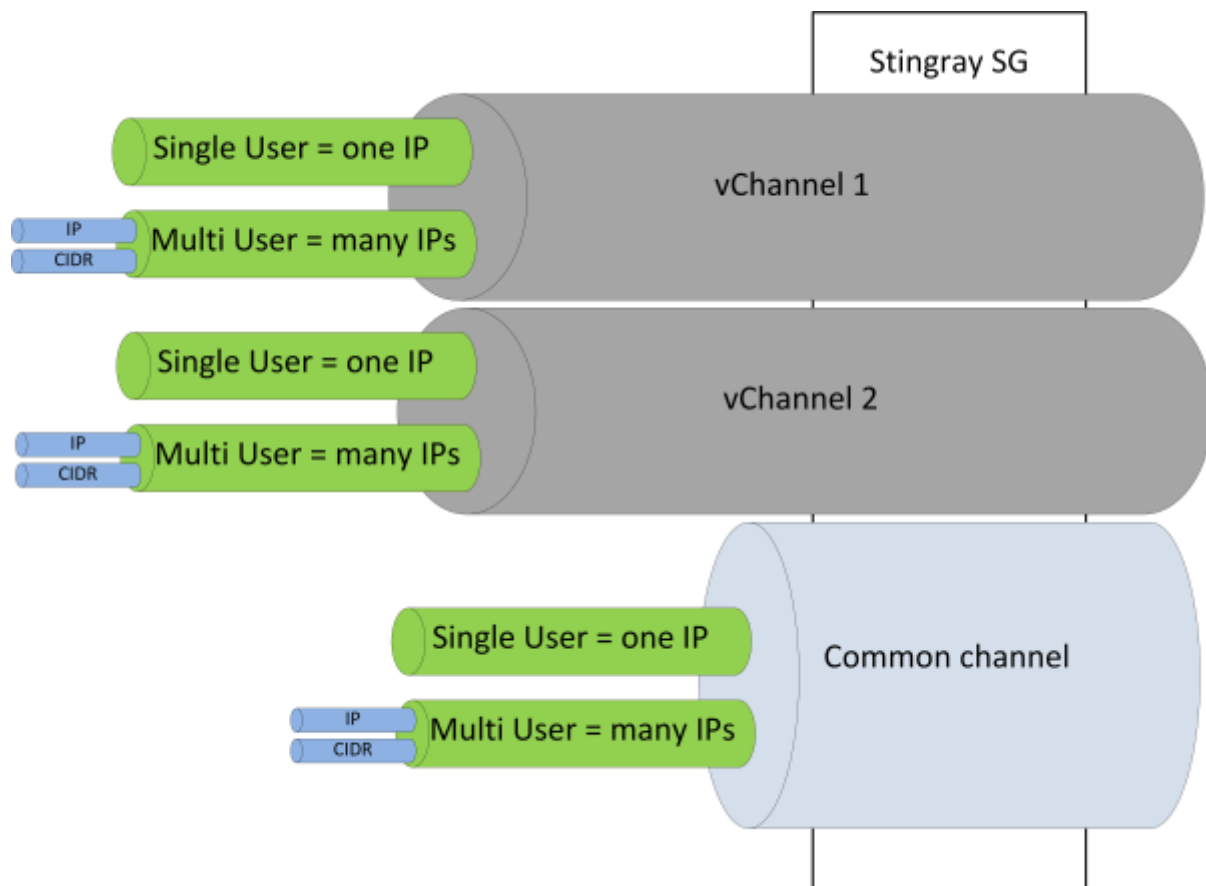 Stingray SG
Single User = one IP
vChannel 1
IP
Multi User = many IPs
CIDR
Single User = one IP
vChannel 2
IP
Multi User = many IPs
CIDR
Single User = one IP
Common channel
IP
Multi User = many IPs
CIDR